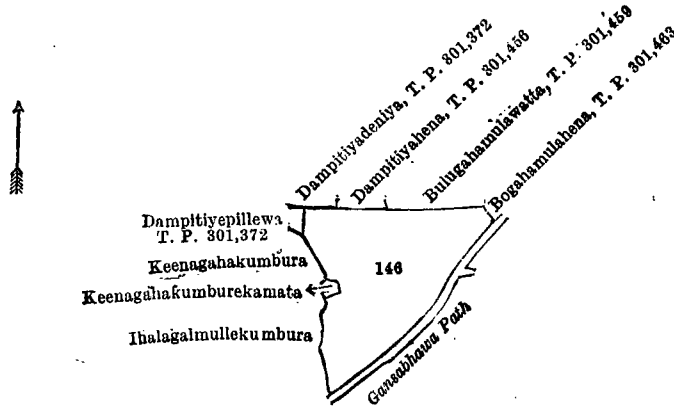 Dampitiyadeniya, T. P. 301,372
Dampitiyahena, T. P. 301,456
Bulugahamulawatta, T. P. 301,459
Bogahamulahena, T. P. 301,463
Dampitiyepillewa
T. P. 301,372
Keenagahakumbura
146
Keenagahakumburekamata
Ihalagalmullekumbura
Gansabhawa Path